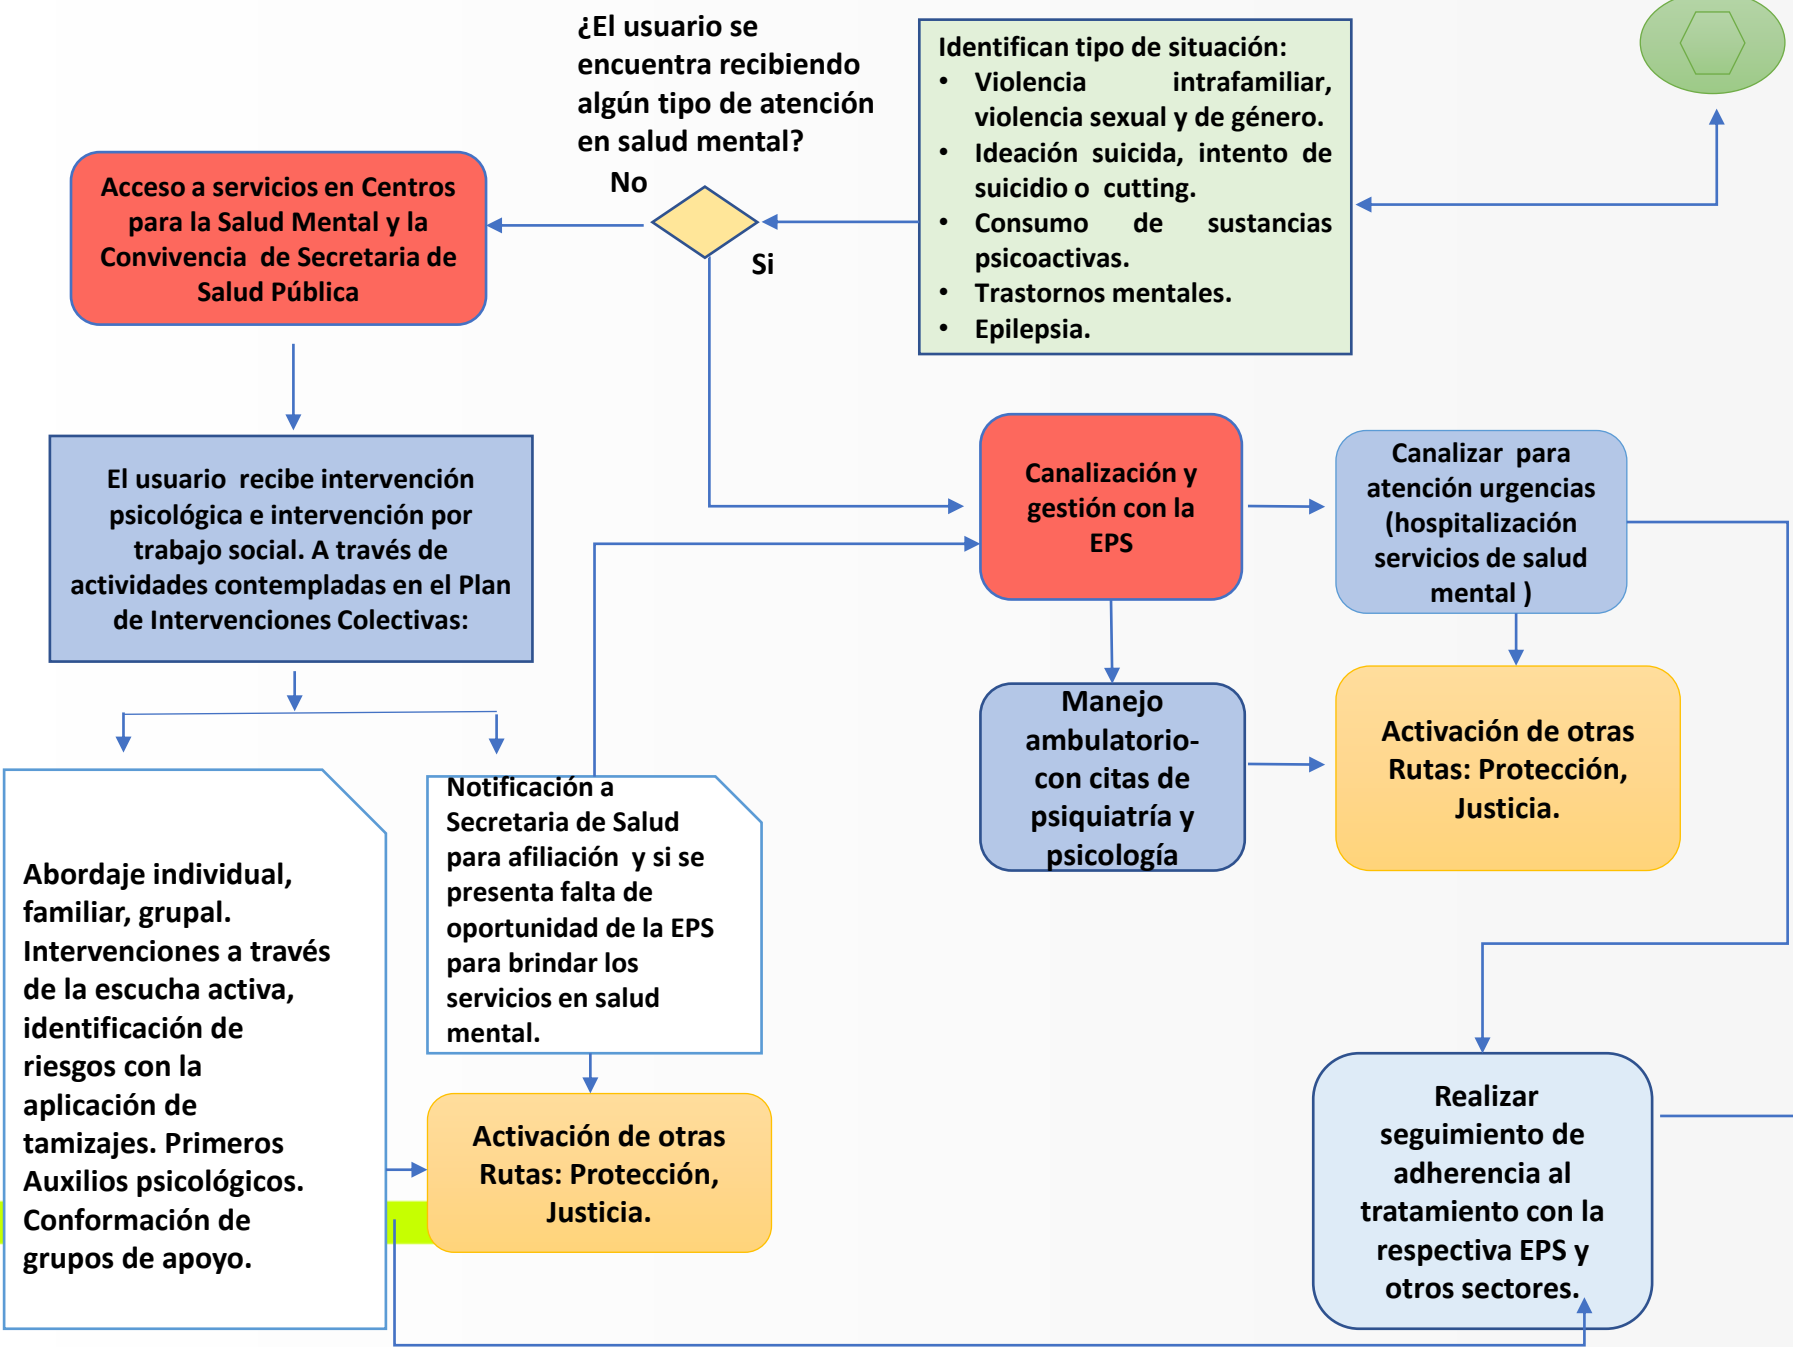 ¿El usuario se
encuentra recibiendo
algún tipo de atención
en salud mental?
No
Si
Identifican tipo de situación:
• Violencia intrafamiliar,
violencia sexual y de género.
• Ideación suicida, intento de
suicidio o cutting.
• Consumo de sustancias
psicoactivas.
• Trastornos mentales.
• Epilepsia.
Acceso a servicios en Centros
para la Salud Mental y la
Convivencia de Secretaria de
Salud Pública
El usuario recibe intervención
psicológica e intervención por
trabajo social. A través de
actividades contempladas en el Plan
de Intervenciones Colectivas:
Canalización y
gestión con la
EPS
Canalizar para
atención urgencias
(hospitalización
servicios de salud
mental )
Manejo
ambulatorio-
con citas de
psiquiatría y
psicología
Activación de otras
Rutas: Protección,
Justicia.
Abordaje individual,
familiar, grupal.
Intervenciones a través
de la escucha activa,
identificación de
riesgos con la
aplicación de
tamizajes. Primeros
Auxilios psicológicos.
Conformación de
grupos de apoyo.
Notificación a
Secretaria de Salud
para afiliación y si se
presenta falta de
oportunidad de la EPS
para brindar los
servicios en salud
mental.
Activación de otras
Rutas: Protección,
Justicia.
Realizar
seguimiento de
adherencia al
tratamiento con la
respectiva EPS y
otros sectores.